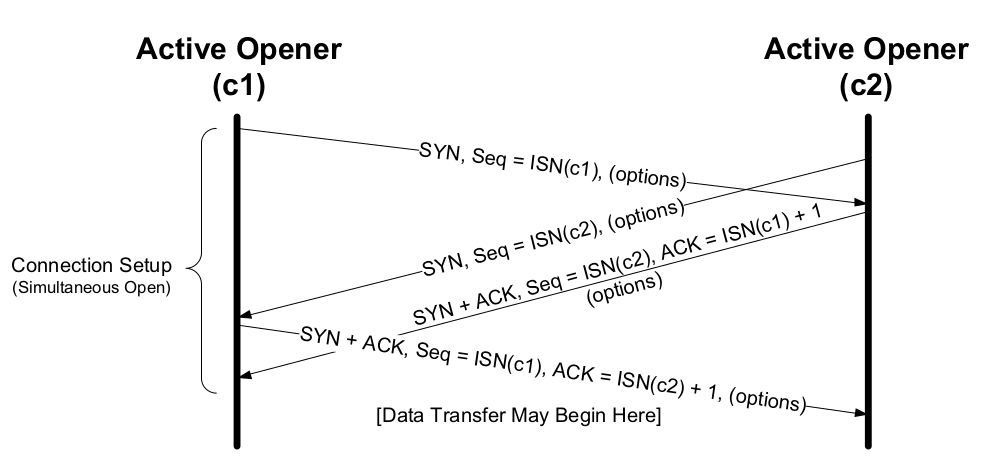 Active Opener
(c1)
Active Opener
(c2)
SYN, Seq = ISN(c1), (options)
SYN, Seq = ISN(c2), (options)
SYN + ACK, Seq = ISN(c2), ACK = ISN(c1) + 1
(options)
Connection Setup
(Simultaneous Open)
SYN + ACK, Seq = ISN(c1), ACK = ISN(c2) + 1, (options)
[Data Transfer May Begin Here]